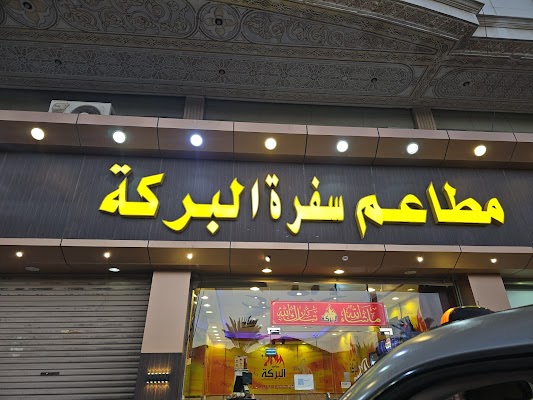 مطاعم سفرة البركة
ما شاء الله تبارك الله
البركة